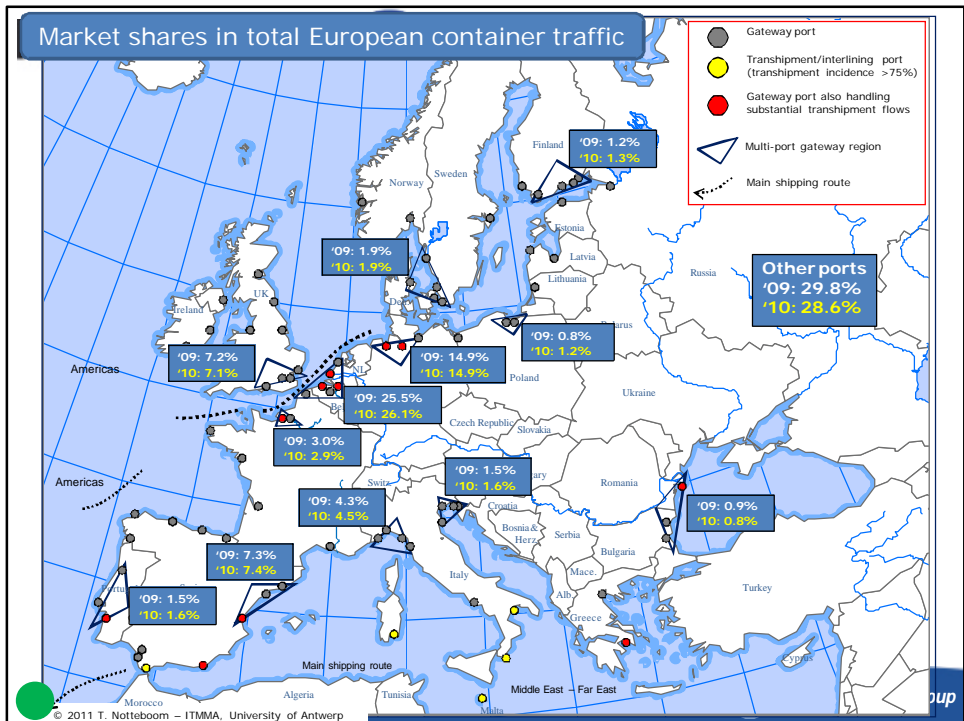 Market shares in total European container traffic
Gateway port
Transhipment/interlining port
(transhipment incidence >75%)
Gateway port also handling
substantial transhipment flows
Multi-port gateway region
Main shipping route
Finland
'09: 1.2%
'10: 1.3%
Norway
Sweden
Estonia
Latvia
Lithuania
Russia
'09: 1.9%
'10: 1.9%
Other ports
'09: 29.8%
'10: 28.6%
Ireland
UK
'09: 0.8%
'10: 1.2%
'09: 7.2%
'10: 7.1%
Americas
NL
'09: 14.9%
'10: 14.9%
Poland
'09: 25.5%
'10: 26.1%
Ukraine
Czech Republic
Slovakia
'09: 3.0%
'10: 2.9%
Americas
Switz
'09: 1.5%
'10: 1.6%
Romania
'09: 4.3%
'10: 4.5%
Croatia
'09: 0.9%
'10: 0.8%
Bosnia &
Herz.
Serbia
Bulgaria
'09: 7.3%
'10: 7.4%
Italy
Mace.
Alb.
Turkey
'09: 1.5%
'10: 1.6%
Greece
Cyprus
Main shipping route
Middle East – Far East
Morocco
Algeria
Tunisia
Malta
© 2011 T. Notteboom – ITMMA, University of Antwerp